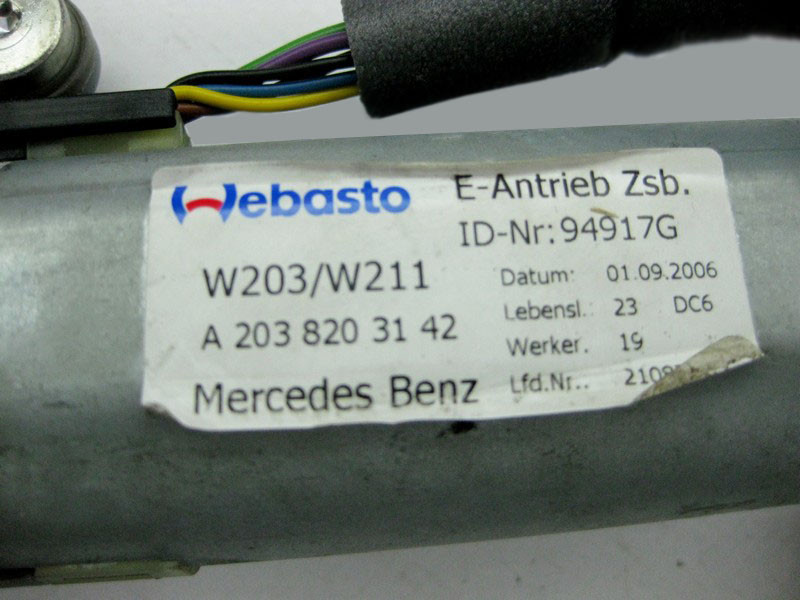 Webasto
E-Antrieb Zsb.
ID-Nr: 94917G
W203/W211
A 203 820 31 42
Mercedes Benz
Datum: 01.09.2006
Lebensl. 23 DC6
Werker. 19
Lfd.Nr..